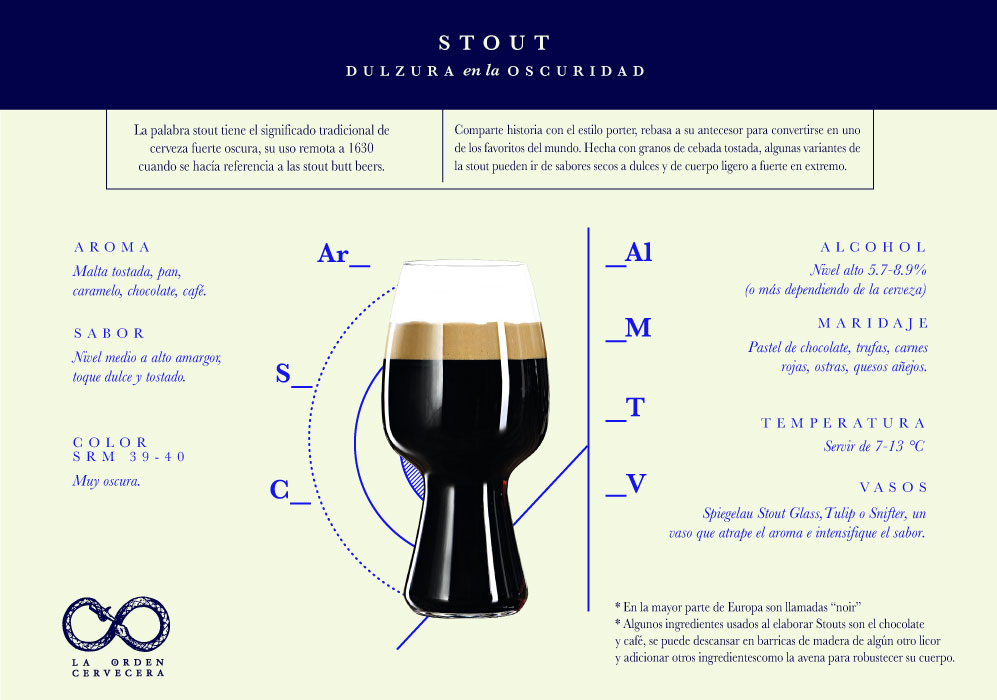 STOUT
DULZURA en la OSCURIDAD
La palabra stout tiene el significado tradicional de
cerveza fuerte oscura, su uso remota a 1630
cuando se hacía referencia a las stout butt beers.
Comparte historia con el estilo porter, rebasa a su antecesor para convertirse en uno
de los favoritos del mundo. Hecha con granos de cebada tostada, algunas variantes de
la stout pueden ir de sabores secos a dulces y de cuerpo ligero a fuerte en extremo.
AROMA
Malta tostada, pan,
caramelo, chocolate, café.
SABOR
Nivel medio a alto amargor,
toque dulce y tostado.
COLOR
SRM 39-40
Muy oscura.
Ar_
S_
C_
_Al
_M
_T
_V
ALCOHOL
Nivel alto 5.7-8.9%
(o más dependiendo de la cerveza)
MARIDAJE
Pastel de chocolate, trufas, carnes
rojas, ostras, quesos añejos.
TEMPERATURA
Servir de 7-13 °C
VASOS
Spiegelau Stout Glass, Tulip o Snifter, un
vaso que atrape el aroma e intensifique el sabor.
* En la mayor parte de Europa son llamadas “noir”
* Algunos ingredientes usados al elaborar Stouts son el chocolate
y café, se puede descansar en barricas de madera de algún otro licor
y adicionar otros ingredientescomo la avena para robustecer su cuerpo.
LA ORDEN
CERVECERA